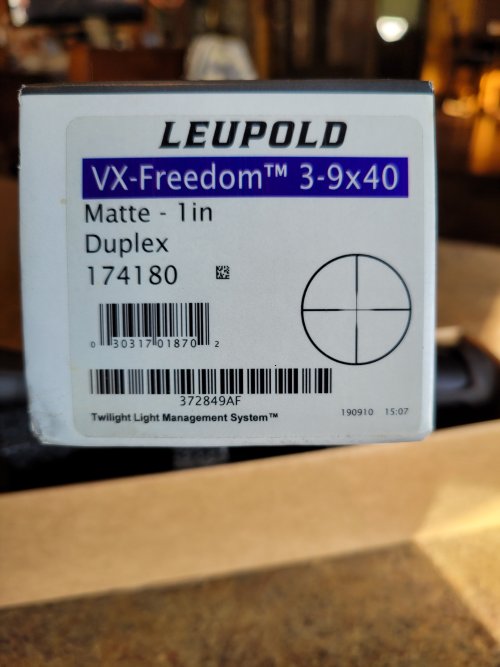 LEUPOLD
VX-Freedom™ 3-9x40
Matte - 1in
Duplex
174180
0 30317 01870 2
372849AF
Twilight Light Management System™
190910 15:07